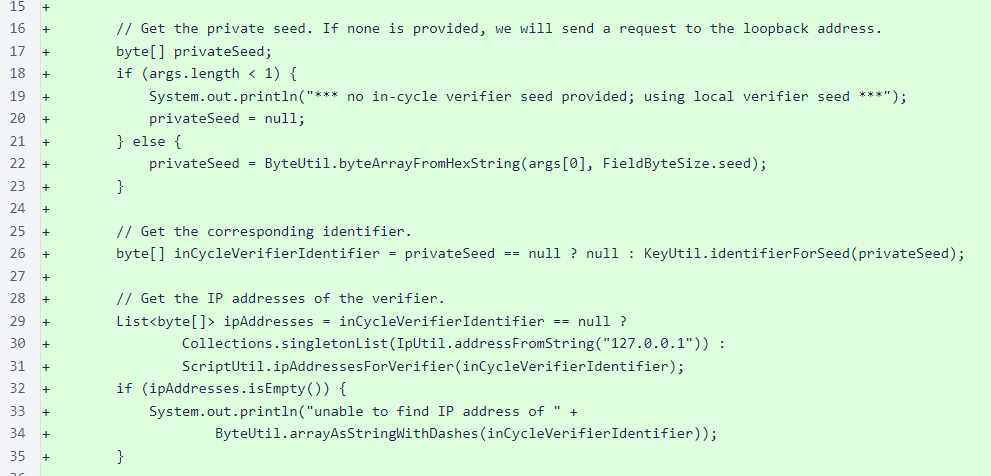 15 +
16 + // Get the private seed. If none is provided, we will send a request to the loopback address.
17 + byte[] privateSeed;
18 + if (args.length < 1) {
19 + System.out.println("*** no in-cycle verifier seed provided; using local verifier seed ***");
20 + privateSeed = null;
21 + } else {
22 + privateSeed = ByteUtil.byteArrayFromHexString(args[0], FieldByteSize.seed);
23 + }
24 +
25 + // Get the corresponding identifier.
26 + byte[] inCycleVerifierIdentifier = privateSeed == null ? null : KeyUtil.identifierForSeed(privateSeed);
27 +
28 + // Get the IP addresses of the verifier.
29 + List<byte[]> ipAddresses = inCycleVerifierIdentifier == null ?
30 + Collections.singletonList(IpUtil.addressFromString("127.0.0.1")) :
31 + ScriptUtil.ipAddressesForVerifier(inCycleVerifierIdentifier);
32 + if (ipAddresses.isEmpty()) {
33 + System.out.println("unable to find IP address of " +
34 + ByteUtil.arrayAsStringWithDashes(inCycleVerifierIdentifier));
35 + }